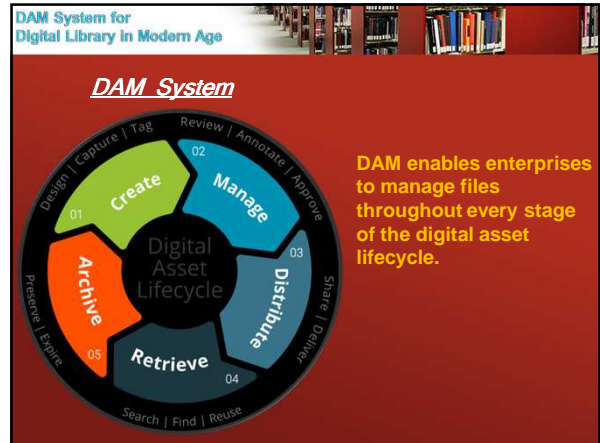 DAM System for
Digital Library in Modern Age
DAM System
Design | Capture | Tag
01
Create
Review | Annotate | Approve
02
Manage
03
Distribute
Share | Deliver
04
Retrieve
Search | Find | Reuse
05
Archive
Preserve | Expire
Digital
Asset
Lifecycle
DAM enables enterprises
to manage files
throughout every stage
of the digital asset
lifecycle.